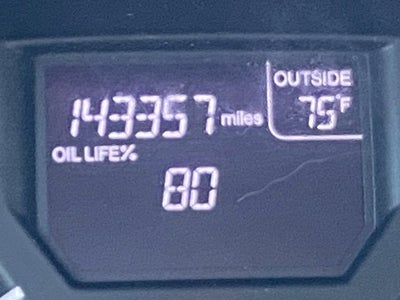 OUTSIDE
143357 miles 75°F
OIL LIFE%
80